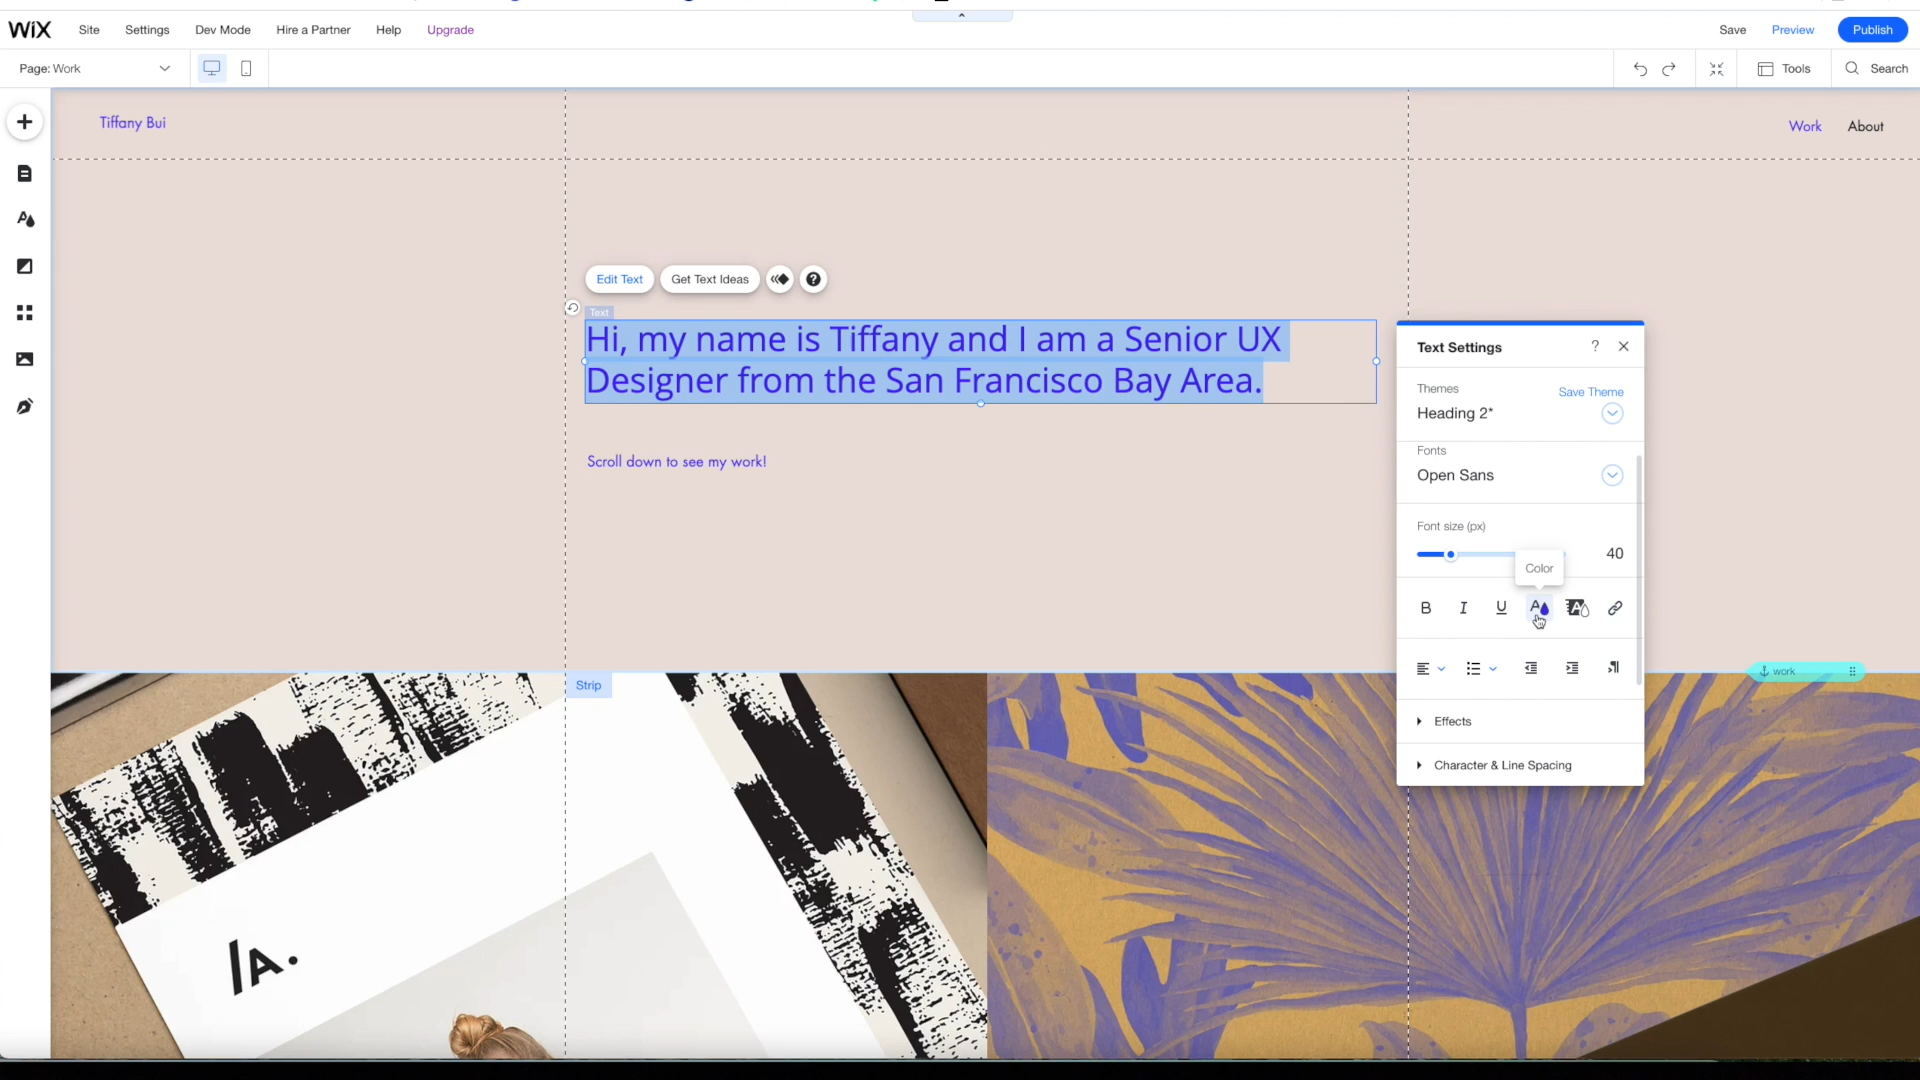 WiX
Site
Settings
Dev Mode
Hire a Partner
Help
Upgrade
Save
Preview
Publish
Page: Work
Tools
Search
Tiffany Bui
Work
About
Edit Text
Get Text Ideas
Text
Hi, my name is Tiffany and I am a Senior UX
Designer from the San Francisco Bay Area.
Scroll down to see my work!
Text Settings
?
Themes
Save Theme
Heading 2*
Fonts
Open Sans
Font size (px)
40
Color
B
I
U
Effects
Character & Line Spacing
Strip
work
/A.